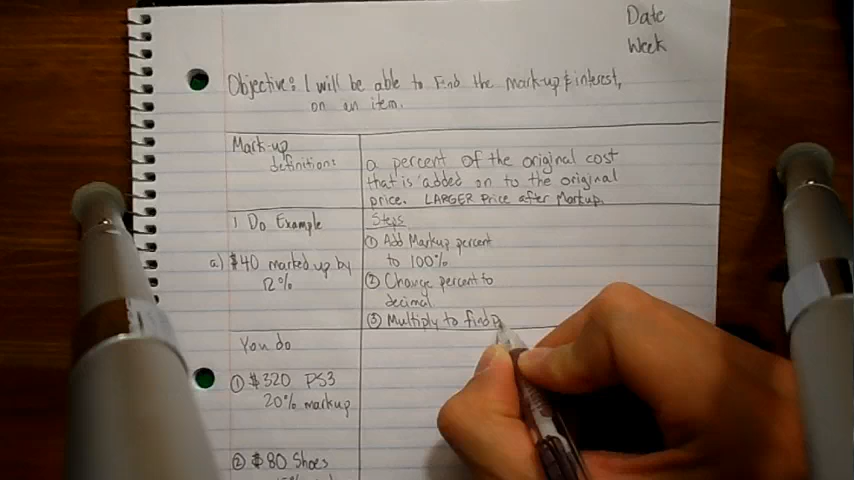 Date
Week
Objective: I will be able to Find the mark-up & interest,
on an item.
Mark-up
definition:
a percent of the original cost
that is added on to the original
price. LARGER Price after Markup.
I Do Example
a.) $40 marked up by
12%
Steps
① Add Markup percent
to 100%
② Change percent to
decimal.
③ Multiply to find
You do
① $320 PS3
20% markup
② $80 Shoes